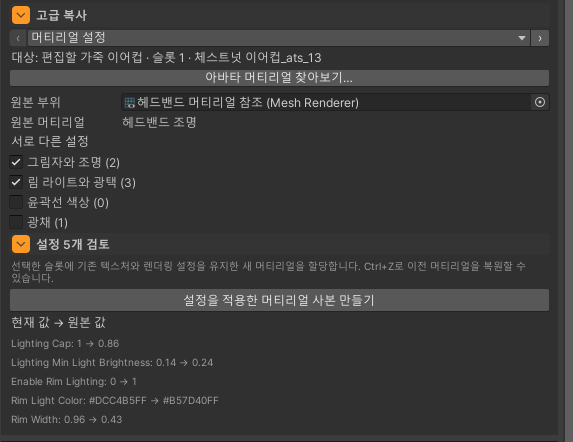 고급 복사
‹ 머티리얼 설정 ›
대상: 편집할 가죽 이어컵 · 슬롯 1 · 체스트넛 이어컵_ats_13
아바타 머티리얼 찾아보기...
원본 부위 헤드밴드 머티리얼 참조 (Mesh Renderer)
원본 머티리얼 헤드밴드 조명
서로 다른 설정
그림자와 조명 (2)
림 라이트와 광택 (3)
윤곽선 색상 (0)
광채 (1)
설정 5개 검토
선택한 슬롯에 기존 텍스처와 렌더링 설정을 유지한 새 머티리얼을 할당합니다. Ctrl+Z로 이전 머티리얼을 복원할 수
있습니다.
설정을 적용한 머티리얼 사본 만들기
현재 값 → 원본 값
Lighting Cap: 1 → 0.86
Lighting Min Light Brightness: 0.14 → 0.24
Enable Rim Lighting: 0 → 1
Rim Light Color: #DCC4B5FF → #B57D40FF
Rim Width: 0.96 → 0.43